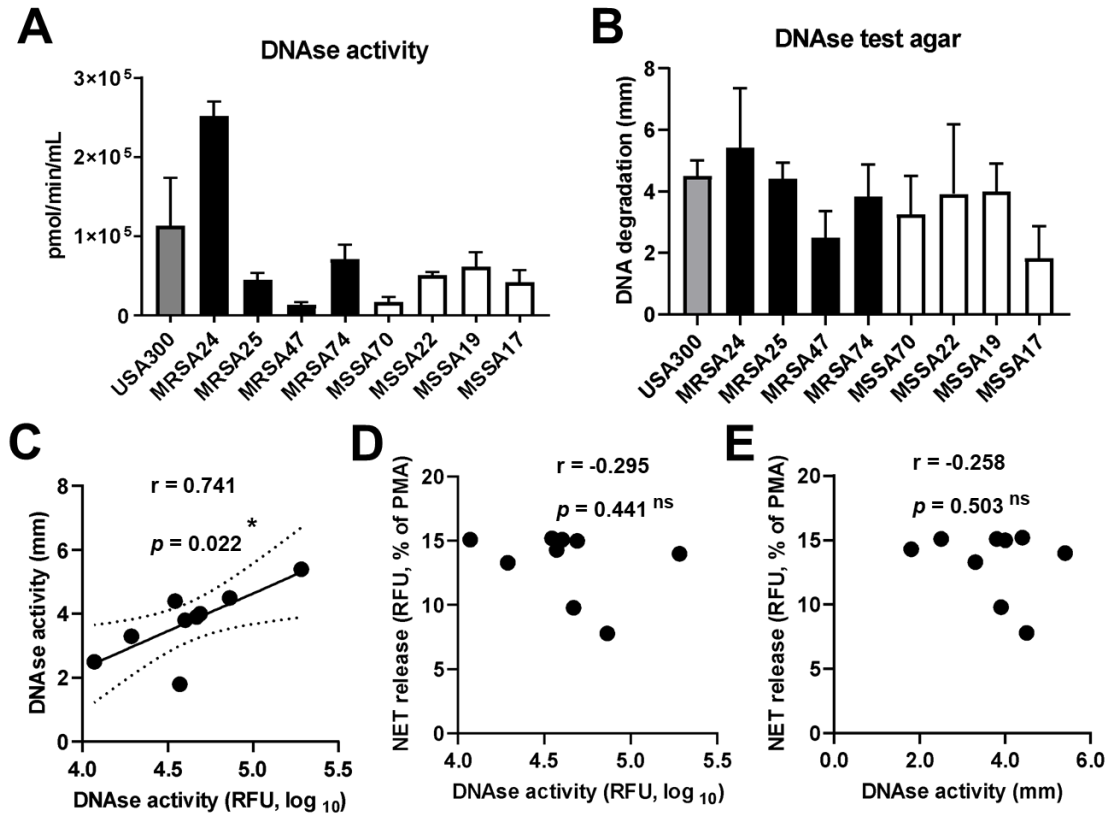 A
DNAse activity
pmol/min/mL
3×10⁵
2×10⁵
1×10⁵
0
USA300
MRSA24
MRSA25
MRSA47
MRSA74
MSSA70
MSSA22
MSSA19
MSSA17
B
DNAse test agar
DNA degradation (mm)
8
6
4
2
0
USA300
MRSA24
MRSA25
MRSA47
MRSA74
MSSA70
MSSA22
MSSA19
MSSA17
C
r = 0.741
p = 0.022 *
DNAse activity (mm)
8
6
4
2
0
4.0 4.5 5.0 5.5
DNAse activity (RFU, log 10)
D
r = -0.295
p = 0.441 ns
NET release (RFU, % of PMA)
20
15
10
5
0
4.0 4.5 5.0 5.5
DNAse activity (RFU, log 10)
E
r = -0.258
p = 0.503 ns
NET release (RFU, % of PMA)
20
15
10
5
0
0.0 2.0 4.0 6.0
DNAse activity (mm)